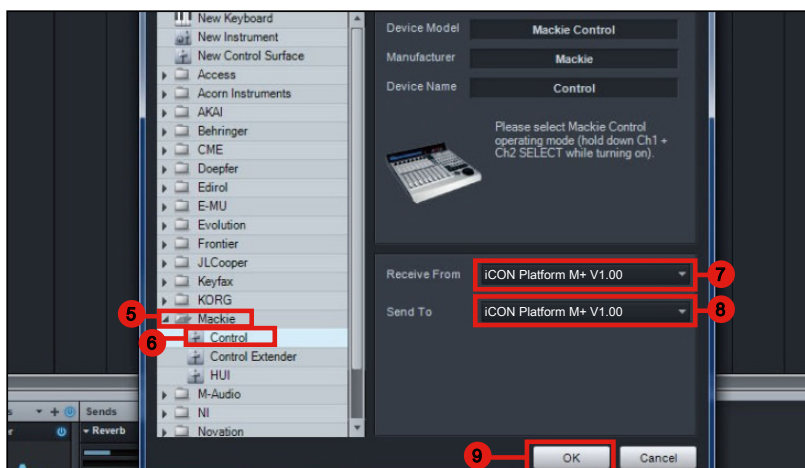 New Keyboard
New Instrument
New Control Surface
Access
Acorn Instruments
AKAI
Behringer
CME
Doepfer
Edirol
E-MU
Evolution
Frontier
JLCooper
Keyfax
KORG
5 Mackie
6 Control
Control Extender
HUI
M-Audio
NI
Novation
Device Model Mackie Control
Manufacturer Mackie
Device Name Control
Please select Mackie Control
operating mode (hold down Ch1 +
Ch2 SELECT while turning on).
Receive From iCON Platform M+ V1.00 7
Send To iCON Platform M+ V1.00 8
9 OK Cancel
Sends
Reverb